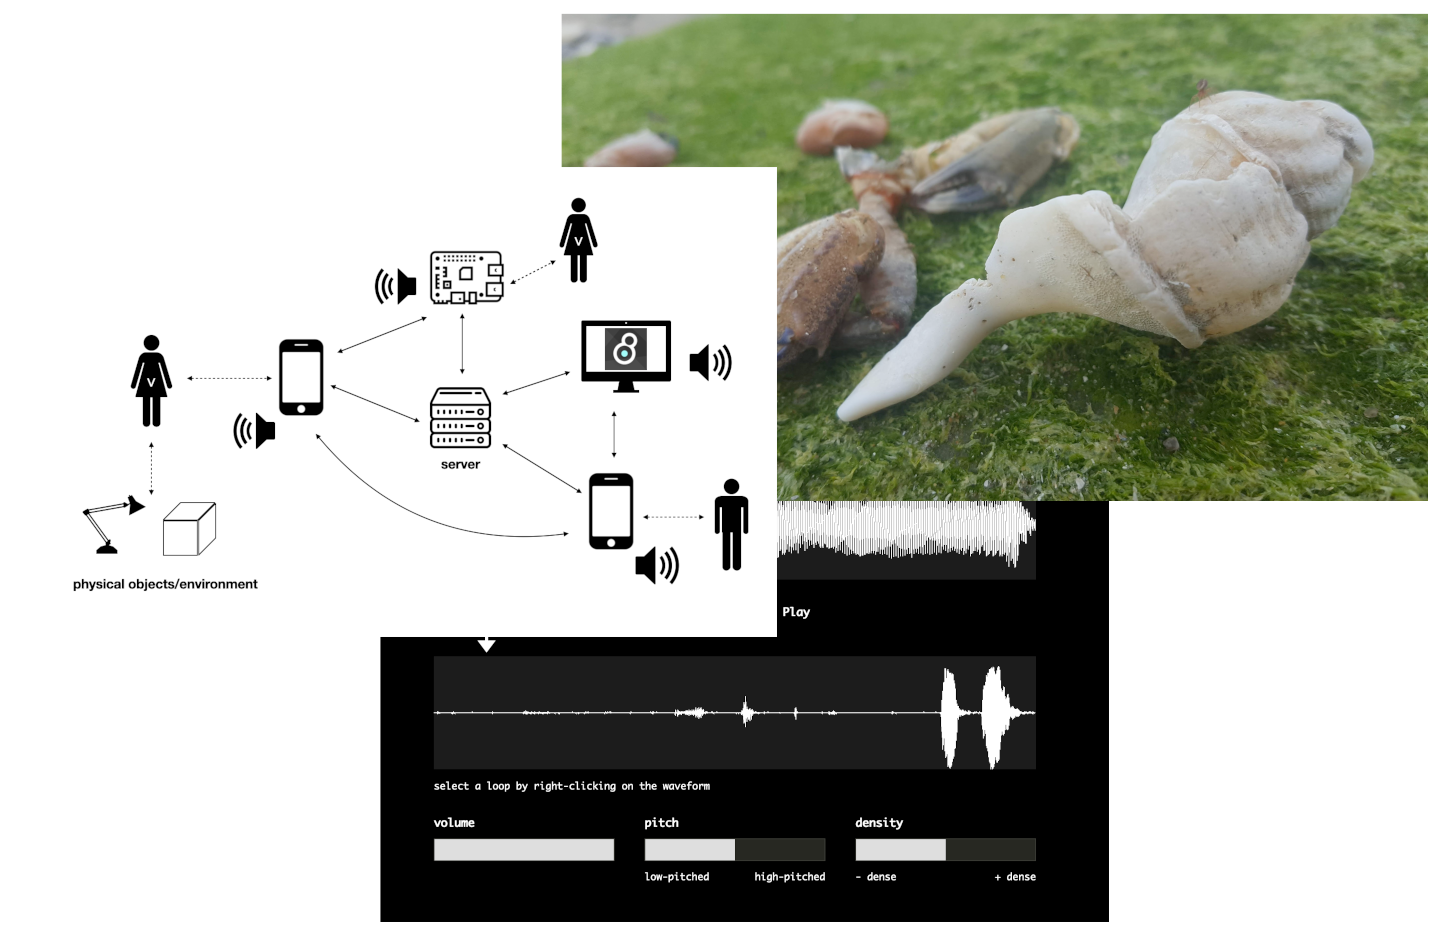 V
V
server
physical objects/environment
Play
select a loop by right-clicking on the waveform
volume
pitch
density
low-pitched
high-pitched
- dense
+ dense